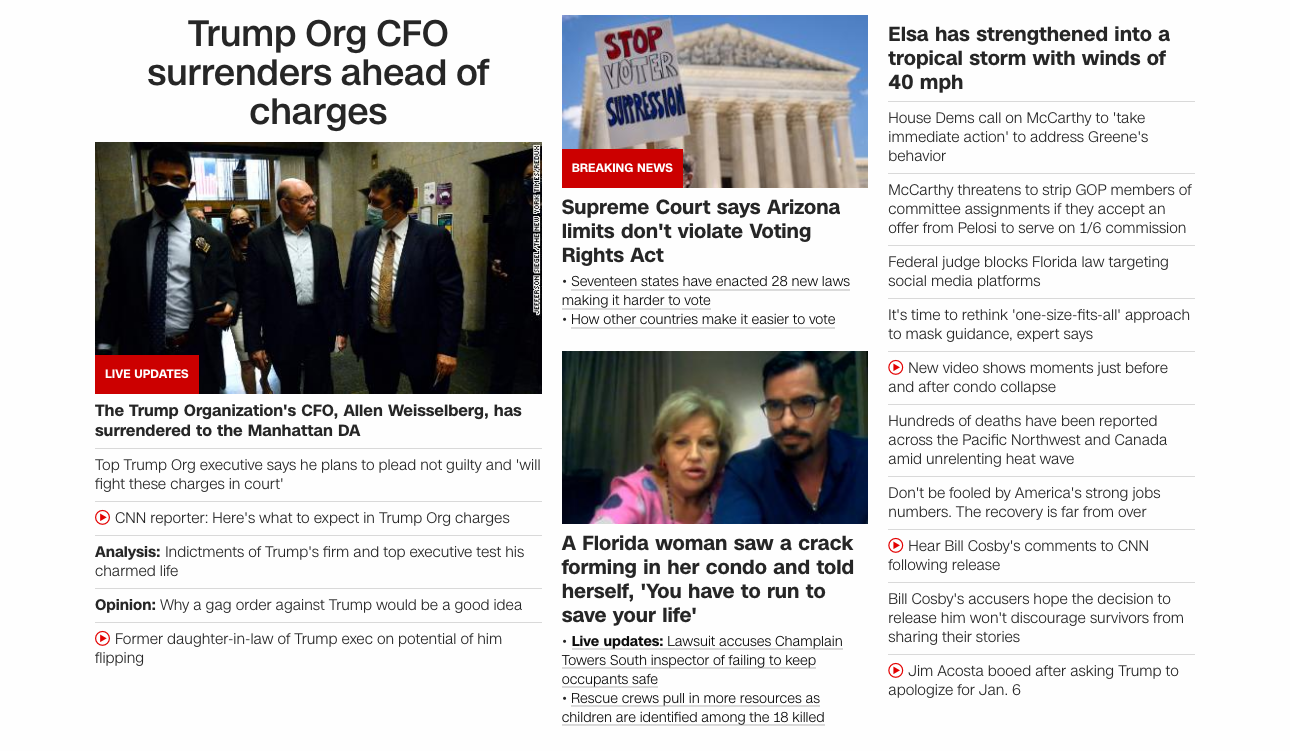 Trump Org CFO
surrenders ahead of
charges
JEFFERSON SIEGEL/THE NEW YORK TIMES/REDUX
LIVE UPDATES
The Trump Organization's CFO, Allen Weisselberg, has
surrendered to the Manhattan DA
Top Trump Org executive says he plans to plead not guilty and 'will
fight these charges in court'
CNN reporter: Here's what to expect in Trump Org charges
Analysis: Indictments of Trump's firm and top executive test his
charmed life
Opinion: Why a gag order against Trump would be a good idea
Former daughter-in-law of Trump exec on potential of him
flipping
STOP
VOTER
SUPPRESSION
BREAKING NEWS
Supreme Court says Arizona
limits don't violate Voting
Rights Act
• Seventeen states have enacted 28 new laws
making it harder to vote
• How other countries make it easier to vote
A Florida woman saw a crack
forming in her condo and told
herself, 'You have to run to
save your life'
• Live updates: Lawsuit accuses Champlain
Towers South inspector of failing to keep
occupants safe
• Rescue crews pull in more resources as
children are identified among the 18 killed
Elsa has strengthened into a
tropical storm with winds of
40 mph
House Dems call on McCarthy to 'take
immediate action' to address Greene's
behavior
McCarthy threatens to strip GOP members of
committee assignments if they accept an
offer from Pelosi to serve on 1/6 commission
Federal judge blocks Florida law targeting
social media platforms
It's time to rethink 'one-size-fits-all' approach
to mask guidance, expert says
New video shows moments just before
and after condo collapse
Hundreds of deaths have been reported
across the Pacific Northwest and Canada
amid unrelenting heat wave
Don't be fooled by America's strong jobs
numbers. The recovery is far from over
Hear Bill Cosby's comments to CNN
following release
Bill Cosby's accusers hope the decision to
release him won't discourage survivors from
sharing their stories
Jim Acosta booed after asking Trump to
apologize for Jan. 6